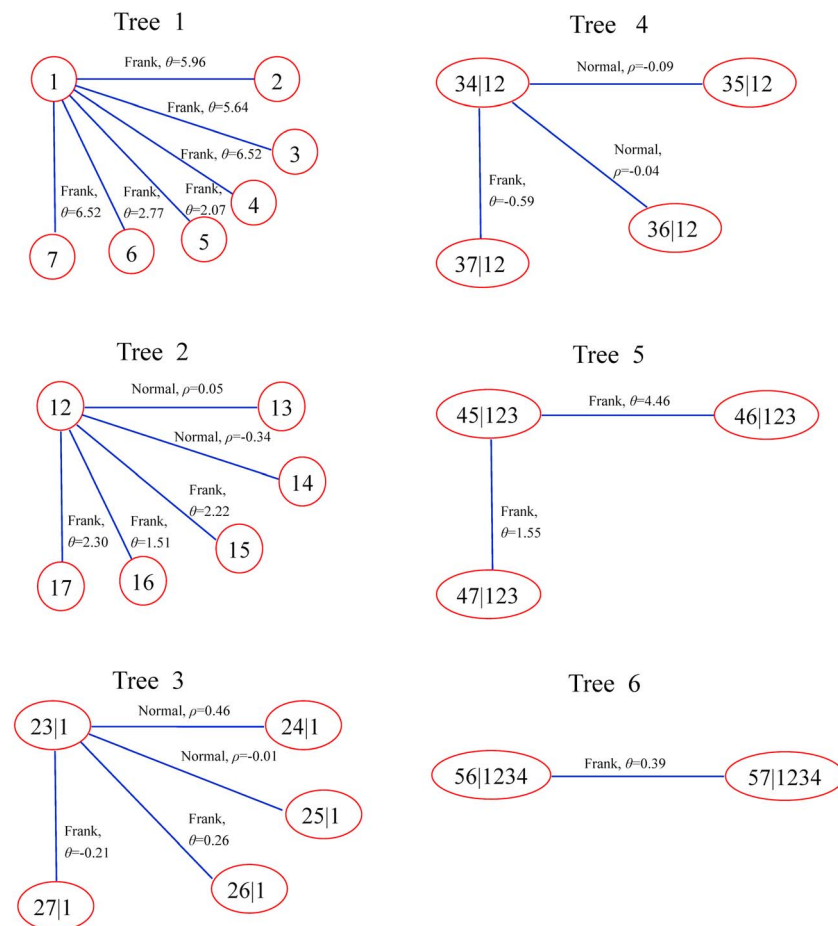 Tree 1
1
Frank, θ=5.96
2
Frank, θ=5.64
3
Frank, θ=6.52
4
Frank,
θ=2.07
5
Frank,
θ=2.77
6
Frank,
θ=6.52
7
Tree 2
12
Normal, ρ=0.05
13
Normal, ρ=-0.34
14
Frank,
θ=2.22
15
Frank,
θ=1.51
16
Frank,
θ=2.30
17
Tree 3
23|1
Normal, ρ=0.46
24|1
Normal, ρ=-0.01
25|1
Frank,
θ=0.26
26|1
Frank,
θ=-0.21
27|1
Tree 4
34|12
Normal, ρ=-0.09
35|12
Normal,
ρ=-0.04
36|12
Frank,
θ=-0.59
37|12
Tree 5
45|123
Frank, θ=4.46
46|123
Frank,
θ=1.55
47|123
Tree 6
56|1234
Frank, θ=0.39
57|1234